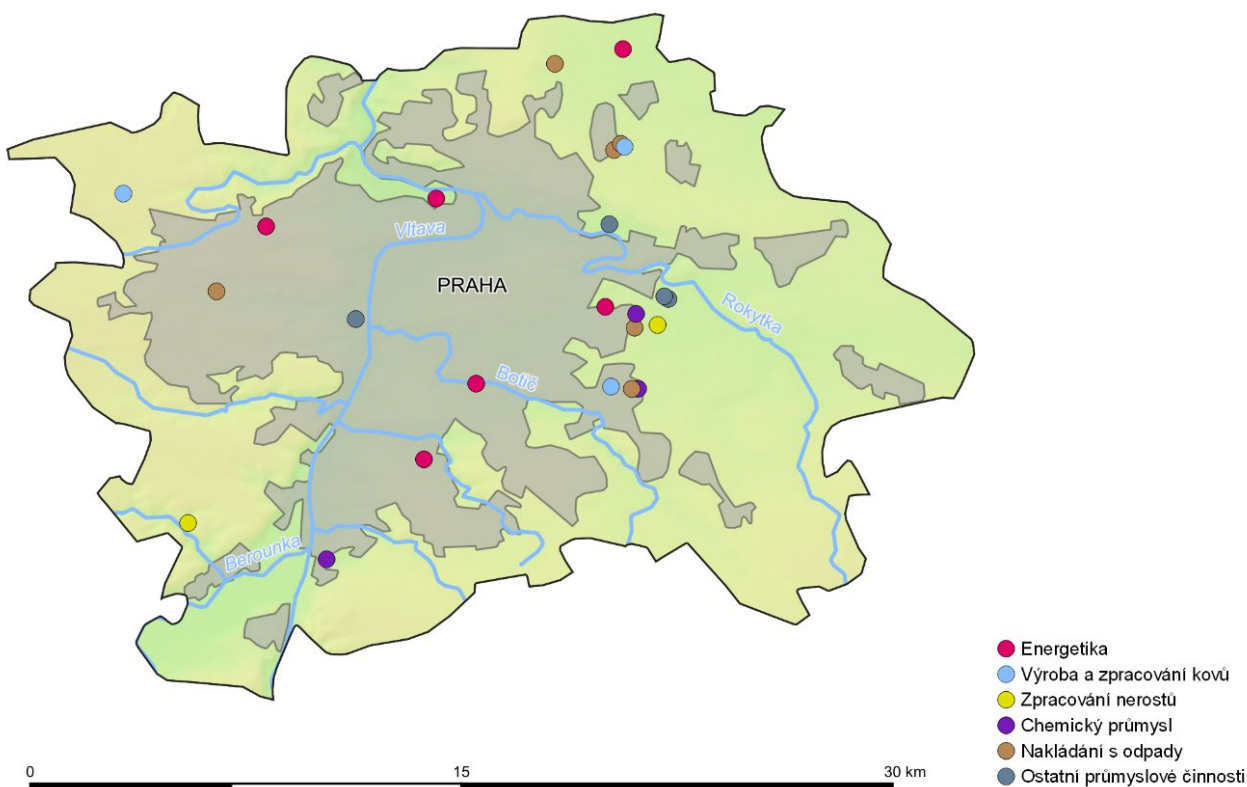 Vltava
PRAHA
Rokytka
Botič
Berounka
Energetika
Výroba a zpracování kovů
Zpracování nerostů
Chemický průmysl
Nakládání s odpady
Ostatní průmyslové činnosti
0 15 30 km